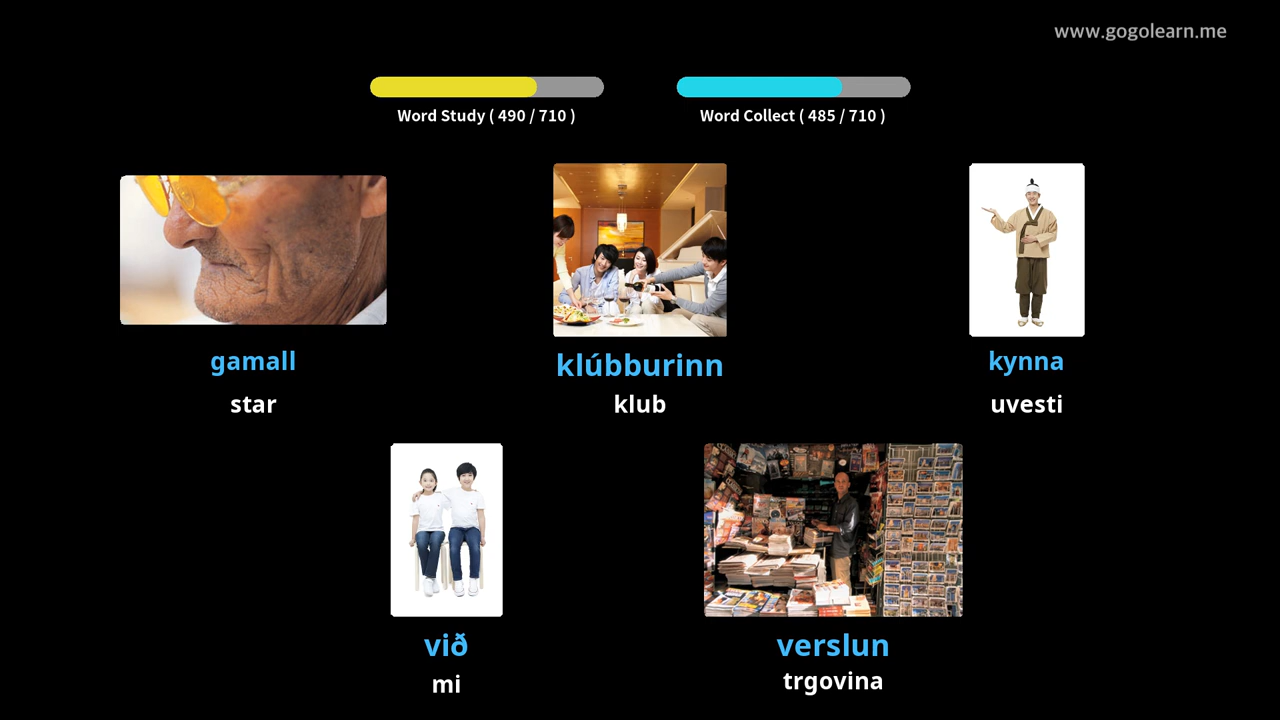 www.gogolearn.me
Word Study ( 490 / 710 )
Word Collect ( 485 / 710 )
gamall
klúbburinn
kynna
star
klub
uvesti
við
verslun
mi
trgovina